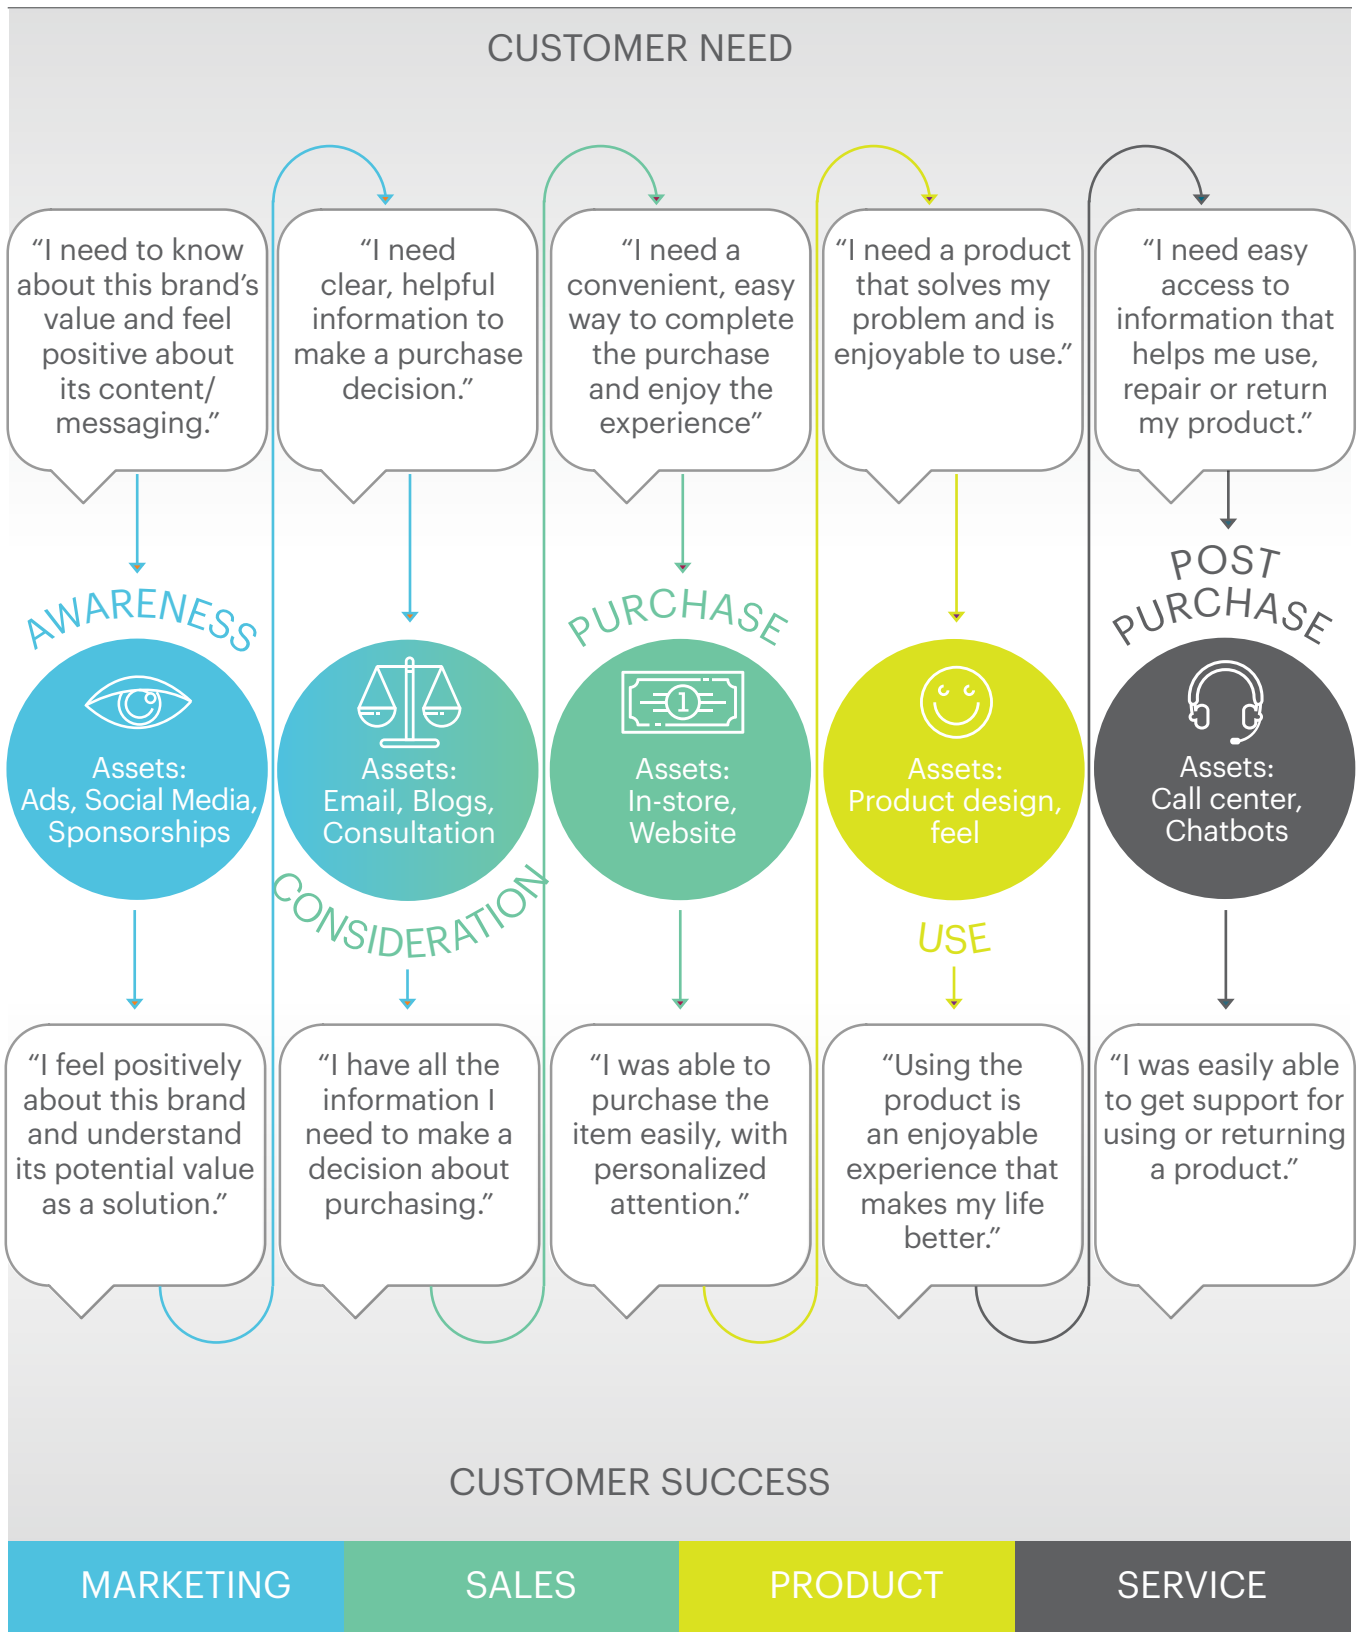 CUSTOMER NEED
“I need to know
about this brand’s
value and feel
positive about
its content/
messaging.”
“I need
clear, helpful
information to
make a purchase
decision.”
“I need a
convenient, easy
way to complete
the purchase
and enjoy the
experience”
“I need a product
that solves my
problem and is
enjoyable to use.”
“I need easy
access to
information that
helps me use,
repair or return
my product.”
AWARENESS
Assets:
Ads, Social Media,
Sponsorships
Assets:
Email, Blogs,
Consultation
CONSIDERATION
PURCHASE
1
Assets:
In-store,
Website
Assets:
Product design,
feel
USE
POST
PURCHASE
Assets:
Call center,
Chatbots
“I feel positively
about this brand
and understand
its potential value
as a solution.”
“I have all the
information I
need to make a
decision about
purchasing.”
“I was able to
purchase the
item easily, with
personalized
attention.”
“Using the
product is
an enjoyable
experience that
makes my life
better.”
“I was easily able
to get support for
using or returning
a product.”
CUSTOMER SUCCESS
MARKETING
SALES
PRODUCT
SERVICE